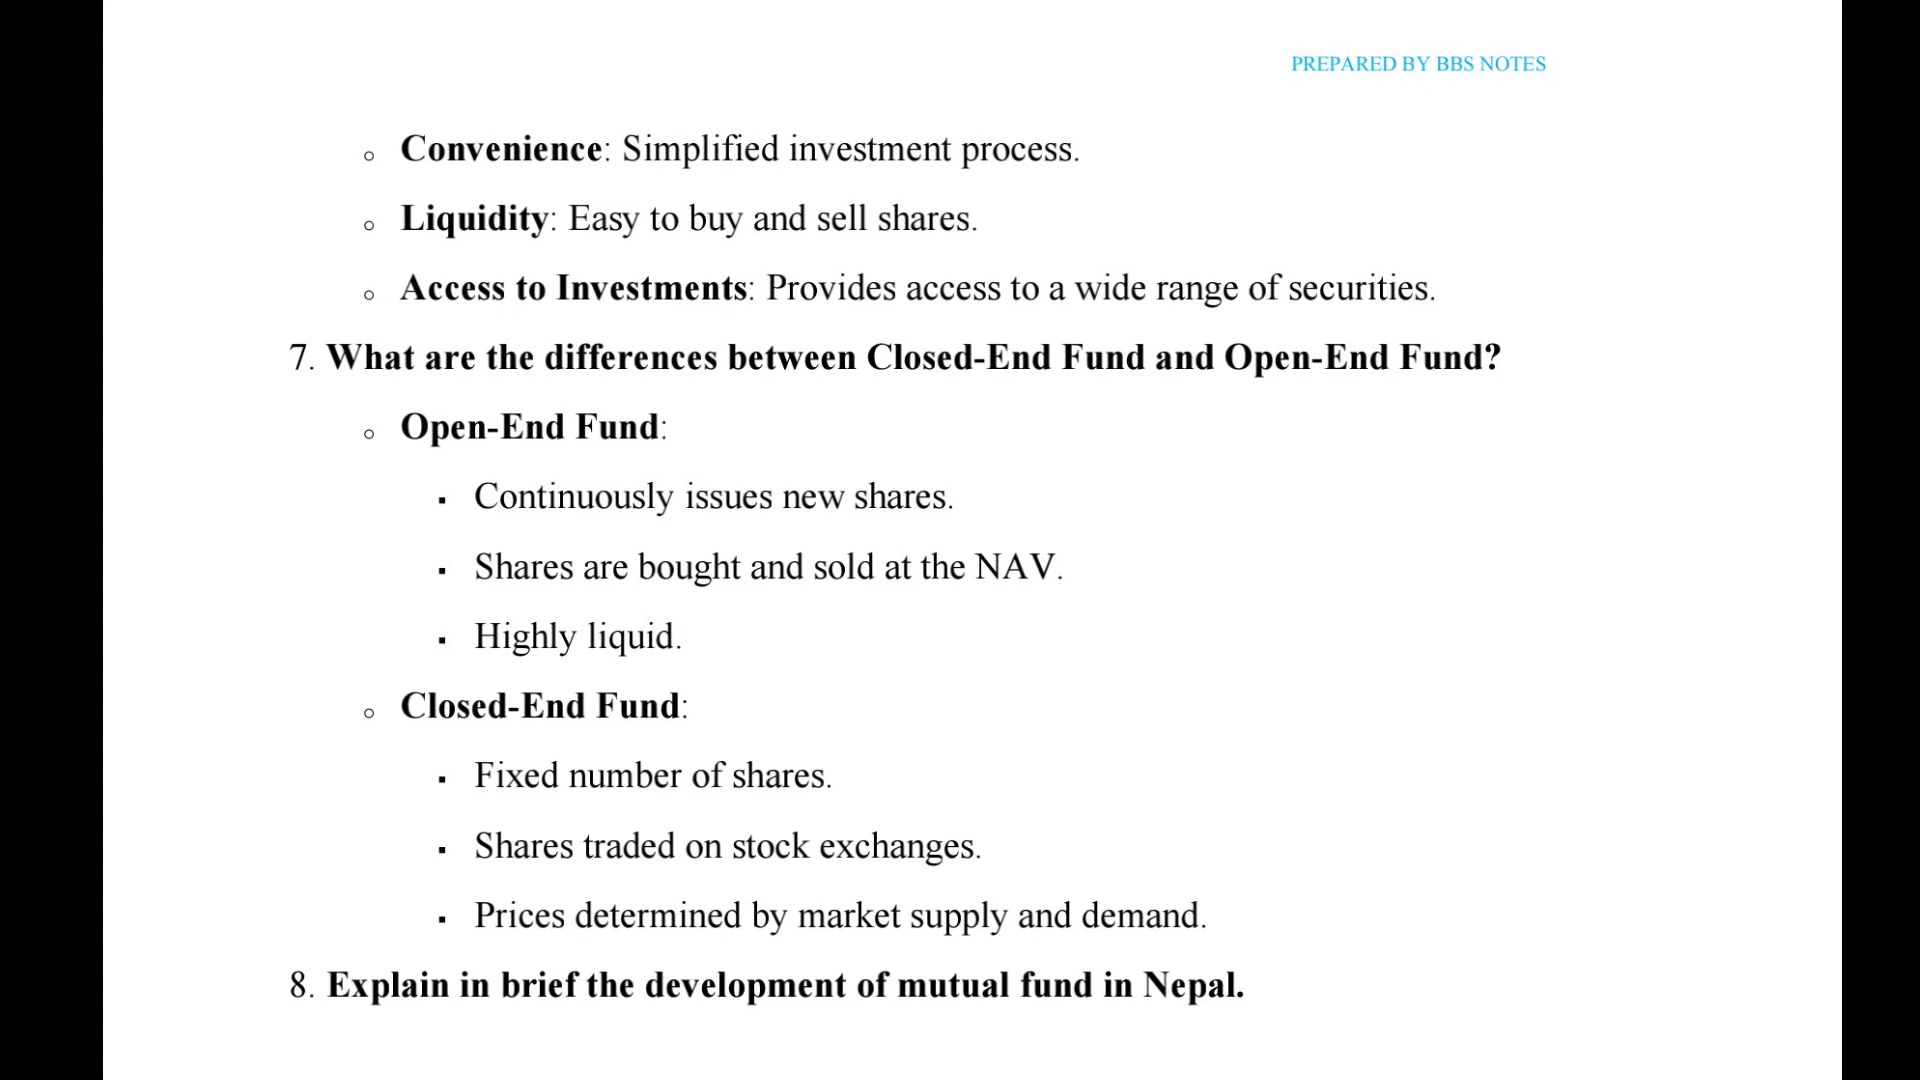 PREPARED BY BBS NOTES
○ Convenience: Simplified investment process.
○ Liquidity: Easy to buy and sell shares.
○ Access to Investments: Provides access to a wide range of securities.
7. What are the differences between Closed-End Fund and Open-End Fund?
○ Open-End Fund:
▪ Continuously issues new shares.
▪ Shares are bought and sold at the NAV.
▪ Highly liquid.
○ Closed-End Fund:
▪ Fixed number of shares.
▪ Shares traded on stock exchanges.
▪ Prices determined by market supply and demand.
8. Explain in brief the development of mutual fund in Nepal.